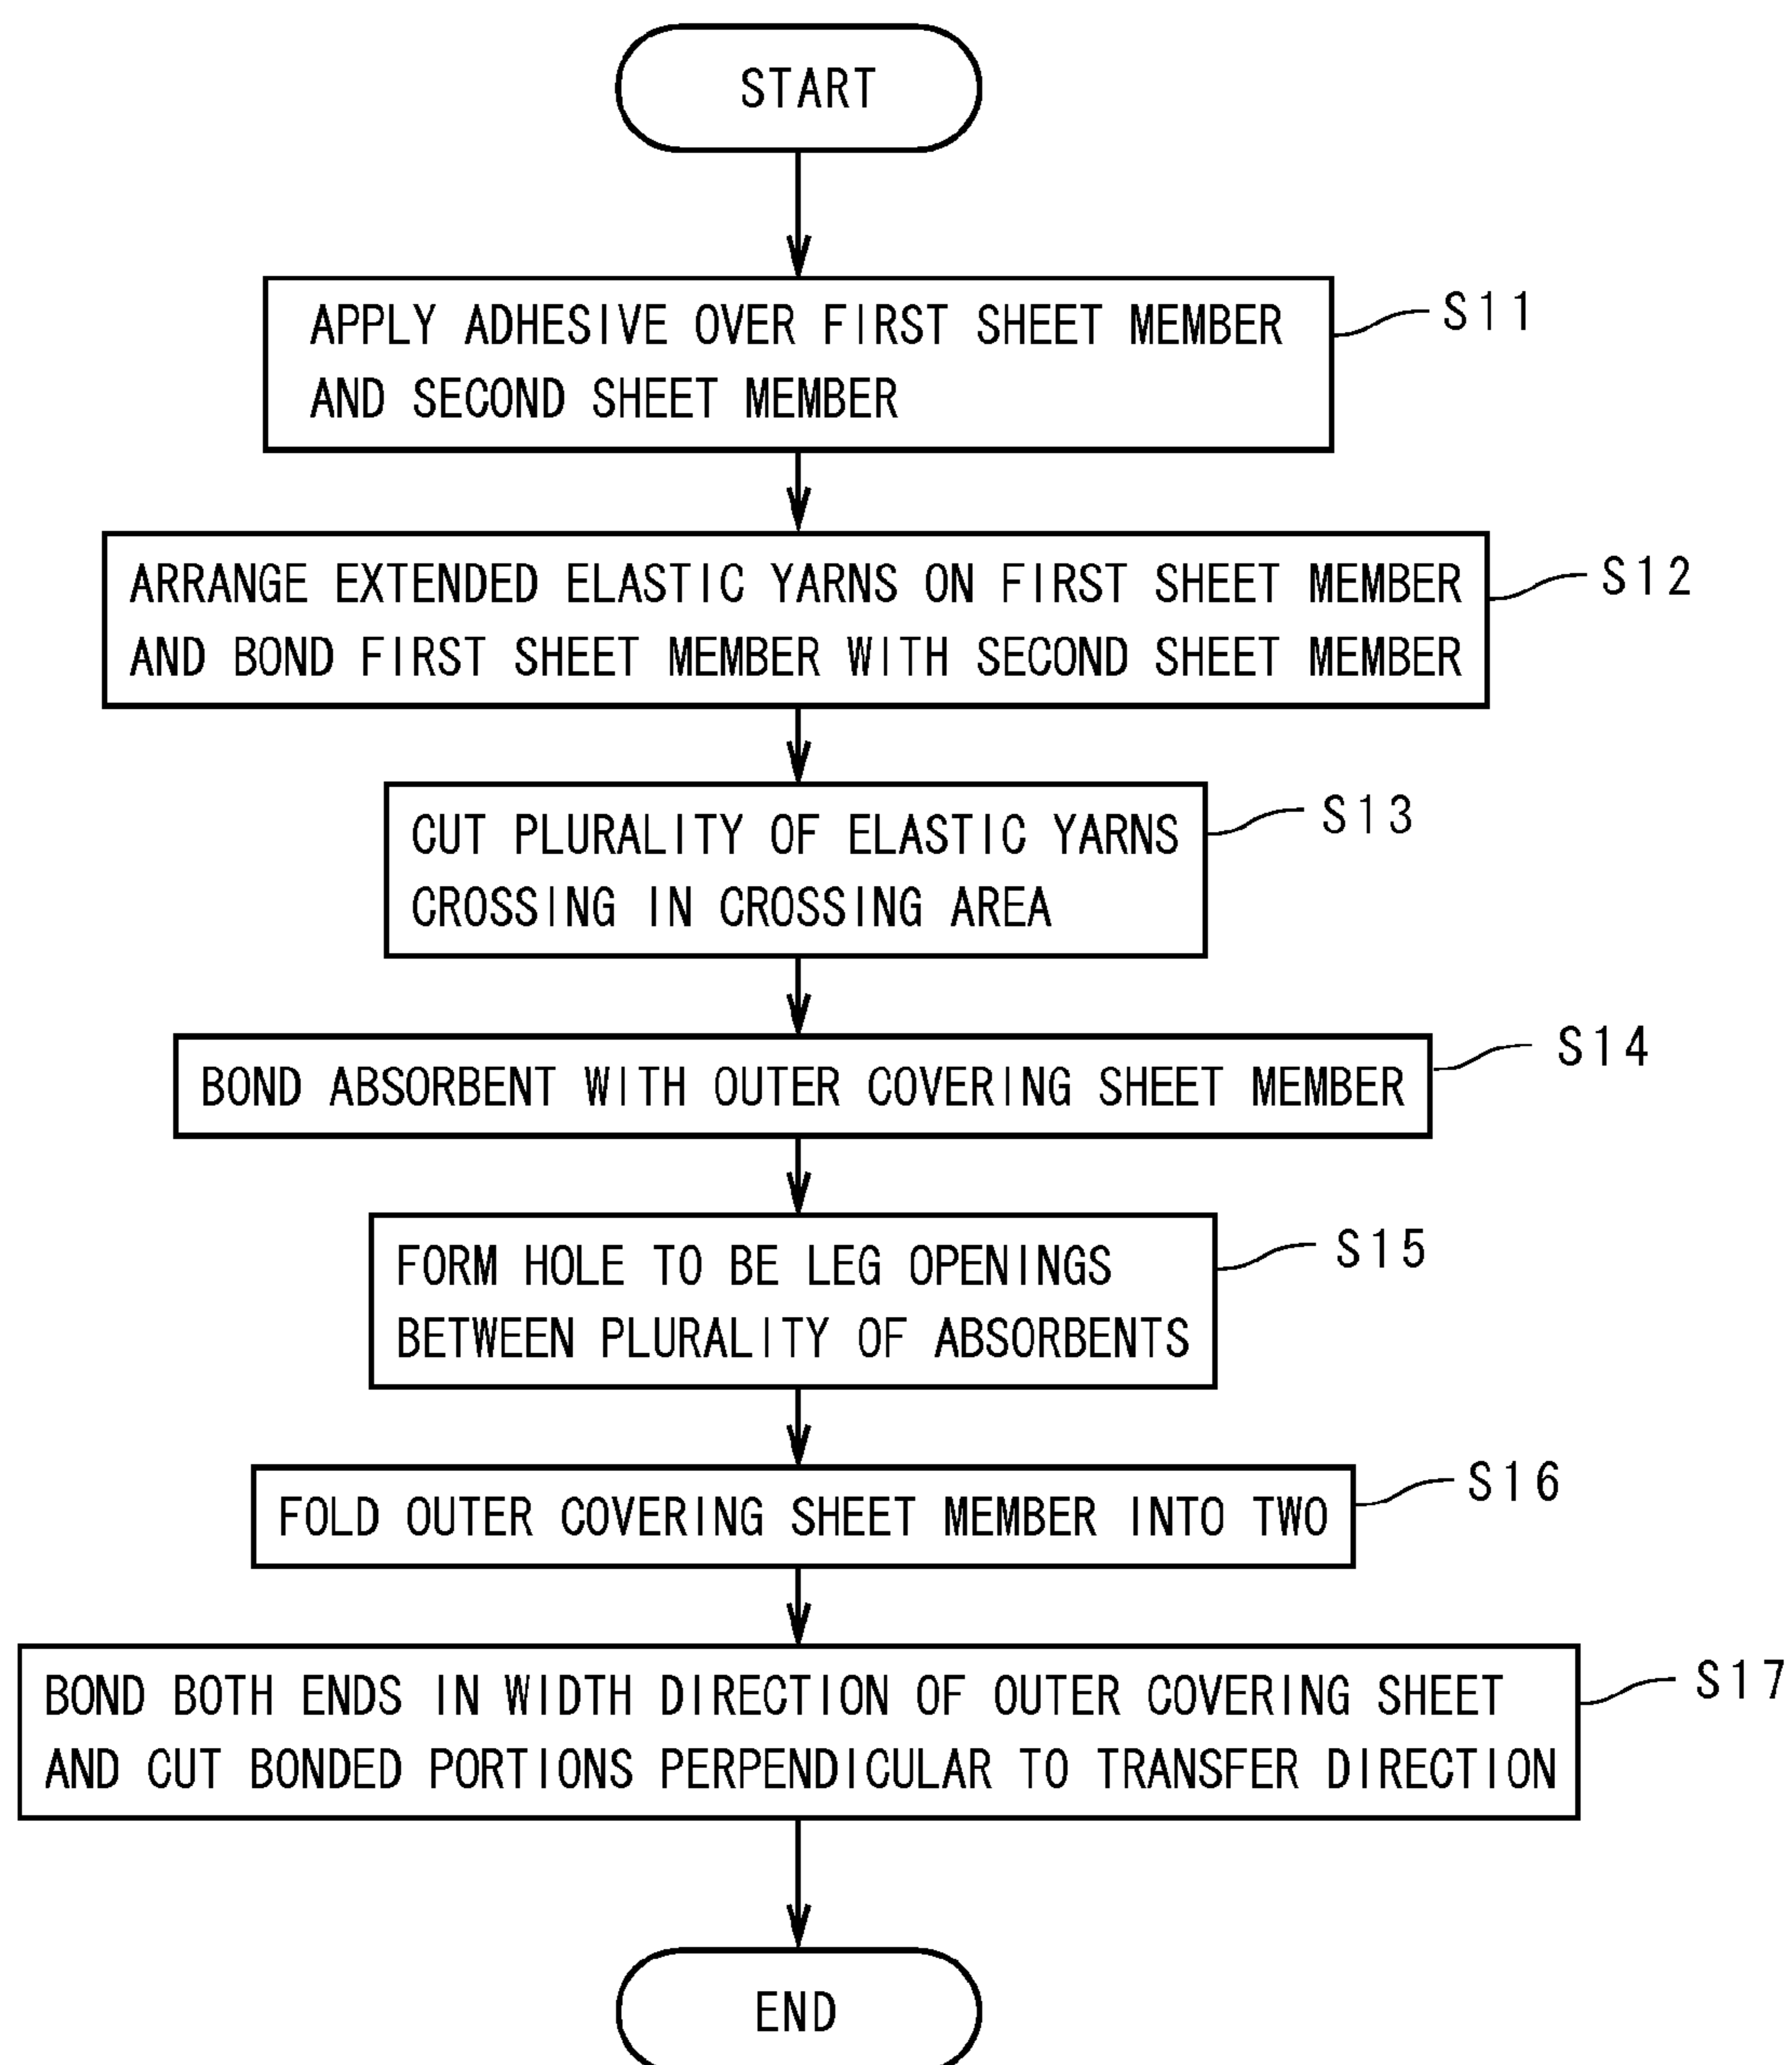 START
APPLY ADHESIVE OVER FIRST SHEET MEMBER
AND SECOND SHEET MEMBER
S11
ARRANGE EXTENDED ELASTIC YARNS ON FIRST SHEET MEMBER
AND BOND FIRST SHEET MEMBER WITH SECOND SHEET MEMBER
S12
CUT PLURALITY OF ELASTIC YARNS
CROSSING IN CROSSING AREA
S13
BOND ABSORBENT WITH OUTER COVERING SHEET MEMBER
S14
FORM HOLE TO BE LEG OPENINGS
BETWEEN PLURALITY OF ABSORBENTS
S15
FOLD OUTER COVERING SHEET MEMBER INTO TWO
S16
BOND BOTH ENDS IN WIDTH DIRECTION OF OUTER COVERING SHEET
AND CUT BONDED PORTIONS PERPENDICULAR TO TRANSFER DIRECTION
S17
END